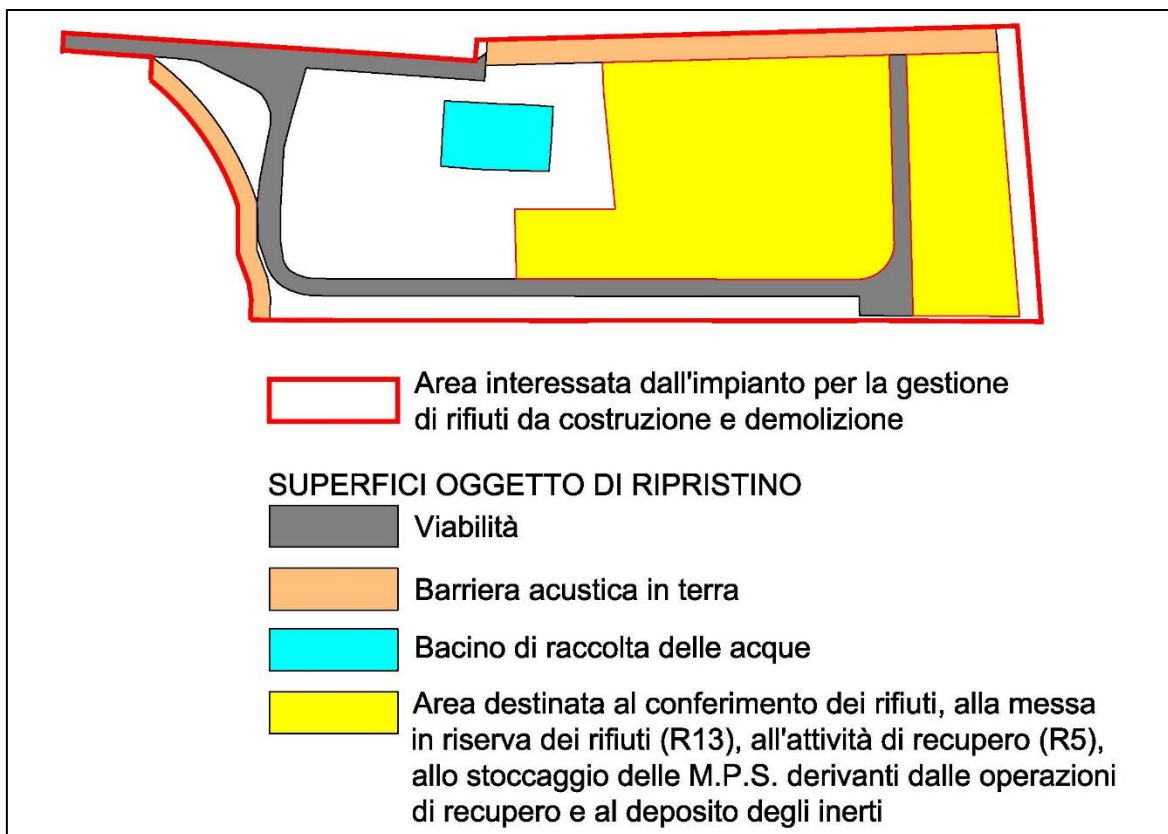 Area interessata dall'impianto per la gestione
di rifiuti da costruzione e demolizione
SUPERFICI OGGETTO DI RIPRISTINO
Viabilità
Barriera acustica in terra
Bacino di raccolta delle acque
Area destinata al conferimento dei rifiuti, alla messa
in riserva dei rifiuti (R13), all'attività di recupero (R5),
allo stoccaggio delle M.P.S. derivanti dalle operazioni
di recupero e al deposito degli inerti